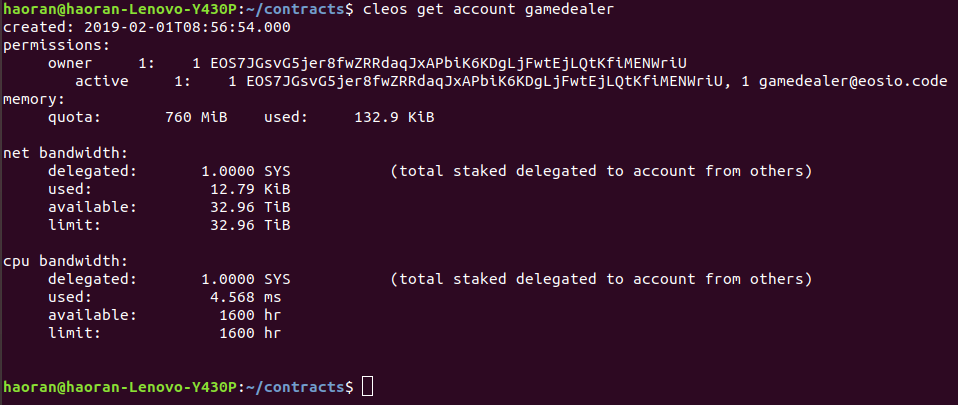 haoran@haoran-Lenovo-Y430P:~/contracts$ cleos get account gamedealer
created: 2019-02-01T08:56:54.000
permissions:
     owner     1:    1 EOS7JGsvG5jer8fwZRRdaqJxAPbiK6KDgLjFwtEjLQtKfiMENWriU
        active     1:    1 EOS7JGsvG5jer8fwZRRdaqJxAPbiK6KDgLjFwtEjLQtKfiMENWriU, 1 gamedealer@eosio.code
memory:
     quota:       760 MiB    used:     132.9 KiB
net bandwidth:
     delegated:       1.0000 SYS           (total staked delegated to account from others)
     used:             12.79 KiB
     available:        32.96 TiB
     limit:            32.96 TiB
cpu bandwidth:
     delegated:       1.0000 SYS           (total staked delegated to account from others)
     used:             4.568 ms
     available:         1600 hr
     limit:             1600 hr
haoran@haoran-Lenovo-Y430P:~/contracts$